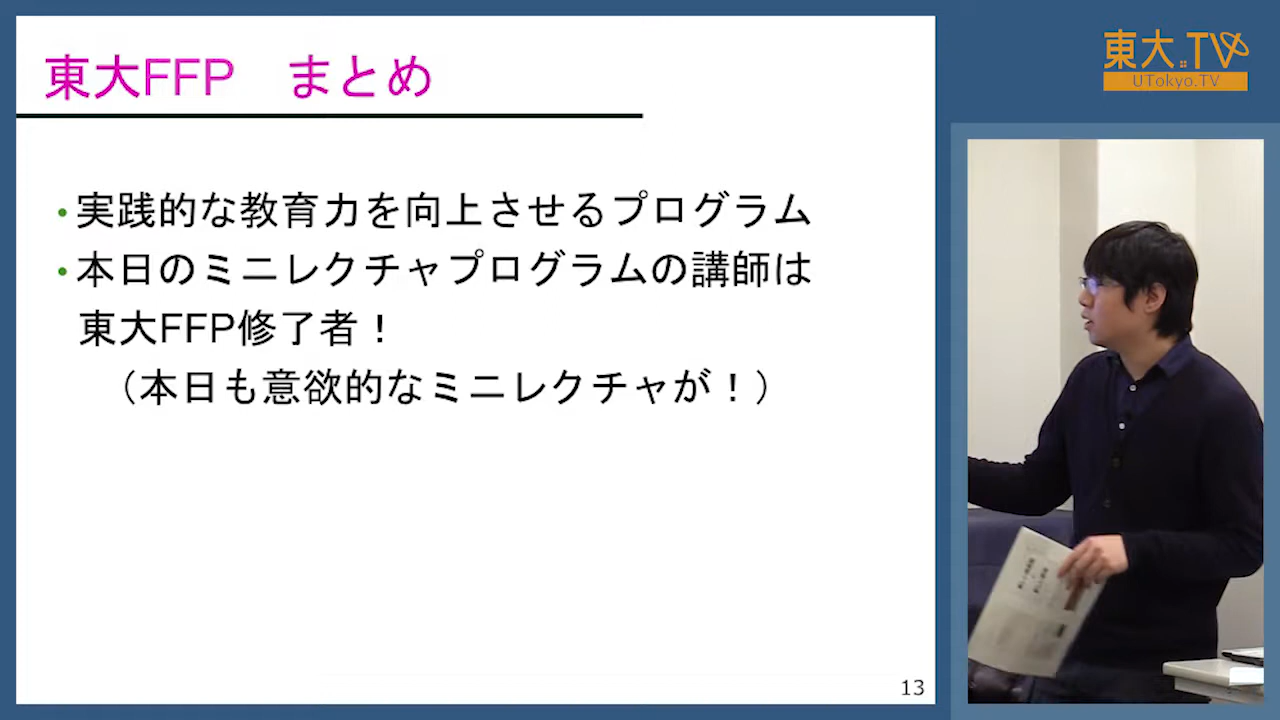 東大FFP　まとめ
・実践的な教育力を向上させるプログラム
・本日のミニレクチャプログラムの講師は
東大FFP修了者！
（本日も意欲的なミニレクチャが！）
13
東大TV
UTokyo.TV